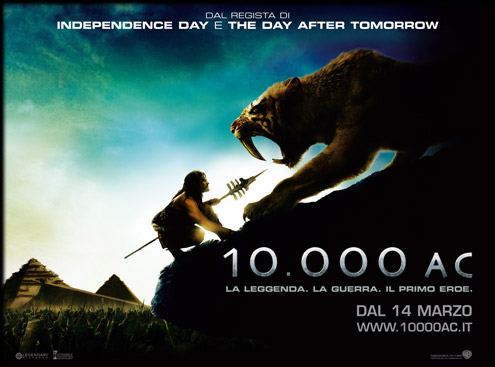 DAL REGISTA DI
INDEPENDENCE DAY E THE DAY AFTER TOMORROW
10.000 AC
LA LEGGENDA. LA GUERRA. IL PRIMO EROE.
DAL 14 MARZO
WWW.10000AC.IT
LEGENDARY